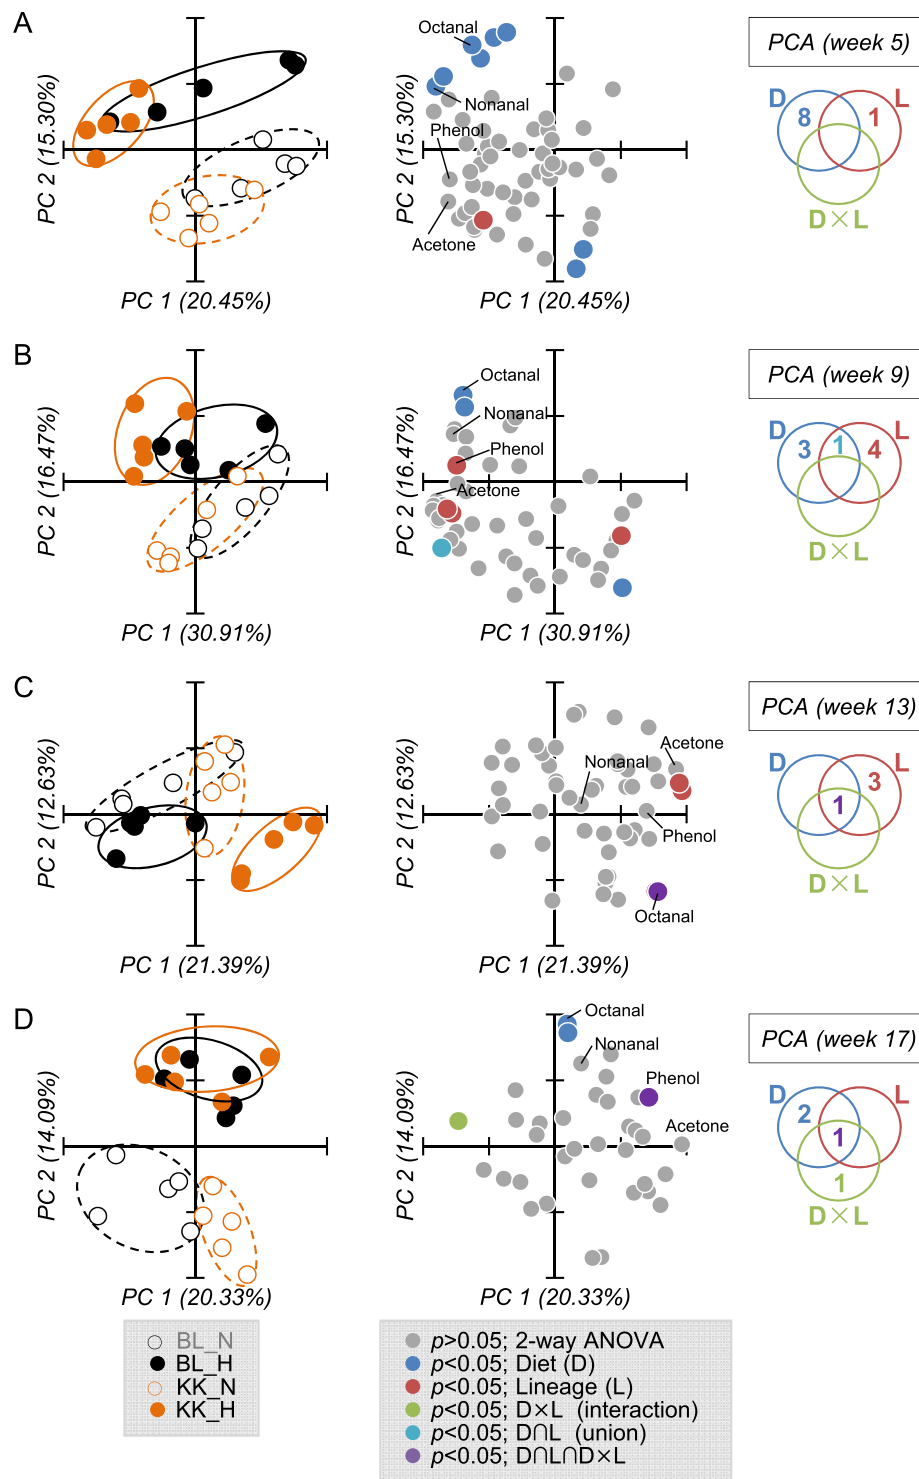 A
PC 2 (15.30%)
PC 1 (20.45%)
PC 2 (15.30%)
Octanal
Nonanal
Phenol
Acetone
PC 1 (20.45%)
PCA (week 5)
D
8
1
L
D×L
B
PC 2 (16.47%)
PC 1 (30.91%)
PC 2 (16.47%)
Octanal
Nonanal
Phenol
Acetone
PC 1 (30.91%)
PCA (week 9)
D
3
1
4
L
D×L
C
PC 2 (12.63%)
PC 1 (21.39%)
PC 2 (12.63%)
Acetone
Nonanal
Phenol
Octanal
PC 1 (21.39%)
PCA (week 13)
D
L
3
1
D×L
D
PC 2 (14.09%)
PC 1 (20.33%)
PC 2 (14.09%)
Octanal
Nonanal
Phenol
Acetone
PC 1 (20.33%)
PCA (week 17)
D
L
2
1
1
D×L
BL_N
BL_H
KK_N
KK_H
p>0.05; 2-way ANOVA
p<0.05; Diet (D)
p<0.05; Lineage (L)
p<0.05; D×L (interaction)
p<0.05; D∩L (union)
p<0.05; D∩L∩D×L